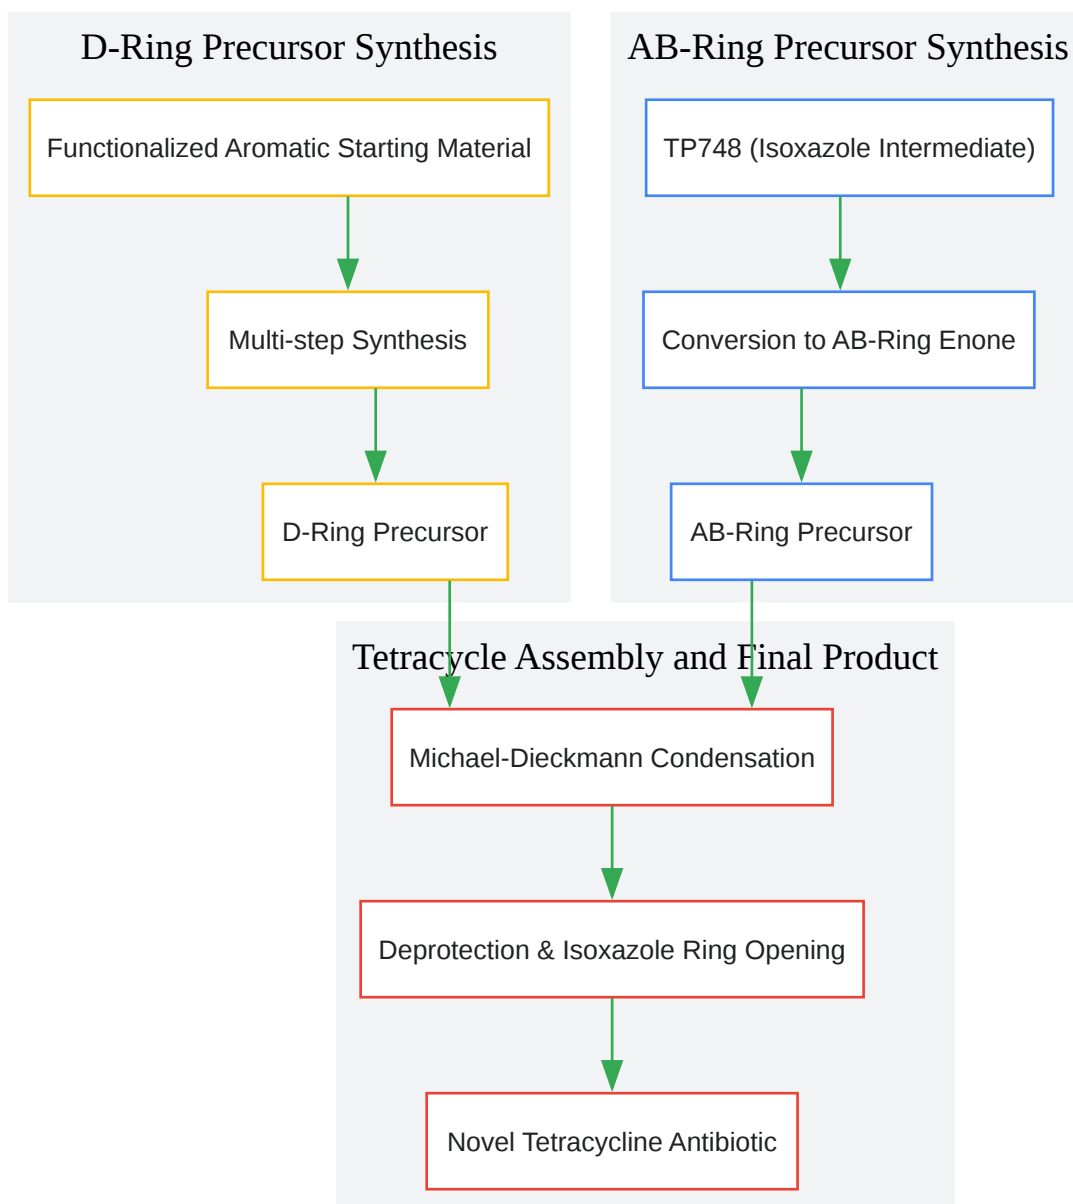 D-Ring Precursor Synthesis
Functionalized Aromatic Starting Material
Multi-step Synthesis
D-Ring Precursor
AB-Ring Precursor Synthesis
TP748 (Isoxazole Intermediate)
Conversion to AB-Ring Enone
AB-Ring Precursor
Tetracycle Assembly and Final Product
Michael-Dieckmann Condensation
Deprotection & Isoxazole Ring Opening
Novel Tetracycline Antibiotic